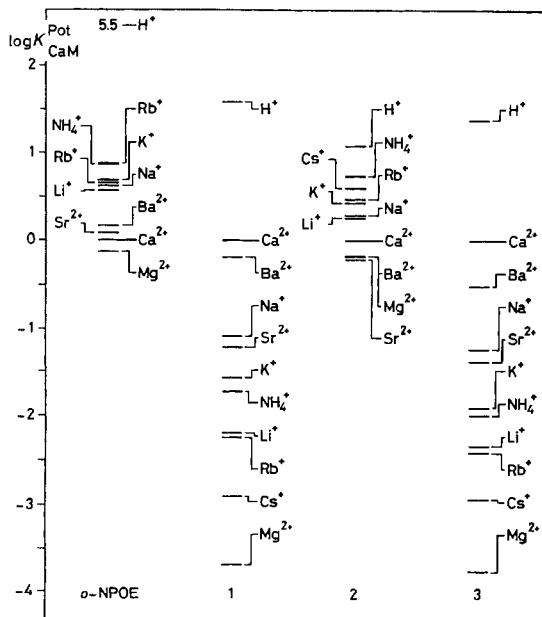 log K Pot CaM
5.5 — H⁺
2
1
0
-1
-2
-3
-4
NH₄⁺
Rb⁺
Li⁺
Sr²⁺
Rb⁺
K⁺
Na⁺
Ba²⁺
Ca²⁺
Mg²⁺
o-NPOE
H⁺
Ca²⁺
Ba²⁺
Na⁺
Sr²⁺
K⁺
NH₄⁺
Li⁺
Rb⁺
Cs⁺
Mg²⁺
1
Cs⁺
K⁺
Li⁺
H⁺
NH₄⁺
Rb⁺
Na⁺
Ca²⁺
Ba²⁺
Mg²⁺
Sr²⁺
2
H⁺
Ca²⁺
Ba²⁺
Na⁺
Sr²⁺
K⁺
NH₄⁺
Li⁺
Rb⁺
Cs⁺
Mg²⁺
3